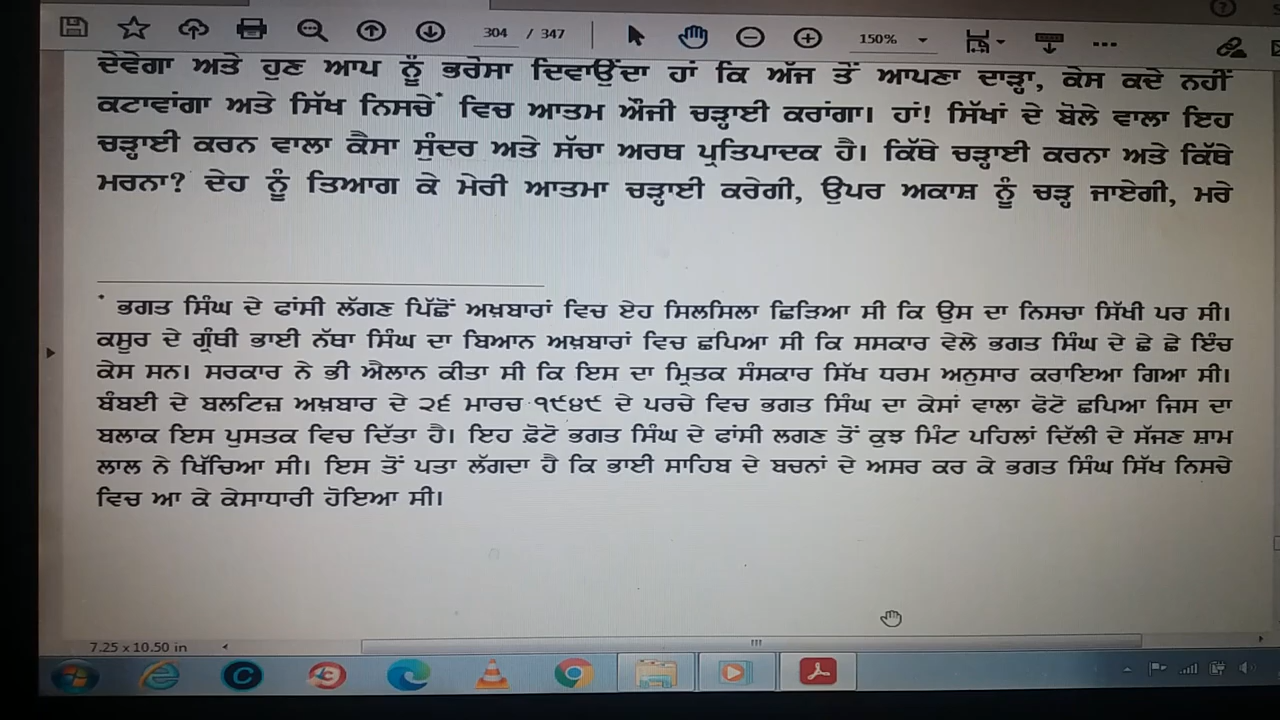 304 / 347
150%
ਦੇਵੇਗਾ ਅਤੇ ਹੁਣ ਆਪ ਨੂੰ ਭਰੋਸਾ ਦਿਵਾਉਂਦਾ ਹਾਂ ਕਿ ਅੱਜ ਤੋਂ ਆਪਣਾ ਦਾੜ੍ਹਾ, ਕੇਸ ਕਦੇ ਨਹੀਂ
ਕਟਾਵਾਂਗਾ ਅਤੇ ਸਿੱਖ ਨਿਸਚੇ* ਵਿਚ ਆਤਮ ਔਜੀ ਚੜ੍ਹਾਈ ਕਰਾਂਗਾ। ਹਾਂ! ਸਿੱਖਾਂ ਦੇ ਬੋਲੇ ਵਾਲਾ ਇਹ
ਚੜ੍ਹਾਈ ਕਰਨ ਵਾਲਾ ਕੈਸਾ ਸੁੰਦਰ ਅਤੇ ਸੱਚਾ ਅਰਥ ਪ੍ਰਤਿਪਾਦਕ ਹੈ। ਕਿੱਥੇ ਚੜ੍ਹਾਈ ਕਰਨਾ ਅਤੇ ਕਿੱਥੇ
ਮਰਨਾ? ਦੇਹ ਨੂੰ ਤਿਆਗ ਕੇ ਮੇਰੀ ਆਤਮਾ ਚੜ੍ਹਾਈ ਕਰੇਗੀ, ਉਪਰ ਅਕਾਸ਼ ਨੂੰ ਚੜ੍ਹ ਜਾਏਗੀ, ਮਰੇ
* ਭਗਤ ਸਿੰਘ ਦੇ ਫਾਂਸੀ ਲੱਗਣ ਪਿੱਛੋਂ ਅਖ਼ਬਾਰਾਂ ਵਿਚ ਏਹ ਸਿਲਸਿਲਾ ਛਿੜਿਆ ਸੀ ਕਿ ਉਸ ਦਾ ਨਿਸਚਾ ਸਿੱਖੀ ਪਰ ਸੀ।
ਕਸੂਰ ਦੇ ਗ੍ਰੰਥੀ ਭਾਈ ਨੱਥਾ ਸਿੰਘ ਦਾ ਬਿਆਨ ਅਖ਼ਬਾਰਾਂ ਵਿਚ ਛਪਿਆ ਸੀ ਕਿ ਸਸਕਾਰ ਵੇਲੇ ਭਗਤ ਸਿੰਘ ਦੇ ਛੇ ਛੇ ਇੰਚ
ਕੇਸ ਸਨ। ਸਰਕਾਰ ਨੇ ਭੀ ਐਲਾਨ ਕੀਤਾ ਸੀ ਕਿ ਇਸ ਦਾ ਮ੍ਰਿਤਕ ਸੰਸਕਾਰ ਸਿੱਖ ਧਰਮ ਅਨੁਸਾਰ ਕਰਾਇਆ ਗਿਆ ਸੀ।
ਬੰਬਈ ਦੇ ਬਲਟਿਜ਼ ਅਖ਼ਬਾਰ ਦੇ ੨੬ ਮਾਰਚ ੧੯੪੯ ਦੇ ਪਰਚੇ ਵਿਚ ਭਗਤ ਸਿੰਘ ਦਾ ਕੇਸਾਂ ਵਾਲਾ ਫੋਟੋ ਛਪਿਆ ਜਿਸ ਦਾ
ਬਲਾਕ ਇਸ ਪੁਸਤਕ ਵਿਚ ਦਿੱਤਾ ਹੈ। ਇਹ ਫ਼ੋਟੋ ਭਗਤ ਸਿੰਘ ਦੇ ਫਾਂਸੀ ਲਗਣ ਤੋਂ ਕੁਝ ਮਿੰਟ ਪਹਿਲਾਂ ਦਿੱਲੀ ਦੇ ਸੱਜਣ ਸ਼ਾਮ
ਲਾਲ ਨੇ ਖਿੱਚਿਆ ਸੀ। ਇਸ ਤੋਂ ਪਤਾ ਲੱਗਦਾ ਹੈ ਕਿ ਭਾਈ ਸਾਹਿਬ ਦੇ ਬਚਨਾਂ ਦੇ ਅਸਰ ਕਰ ਕੇ ਭਗਤ ਸਿੰਘ ਸਿੱਖ ਨਿਸਚੇ
ਵਿਚ ਆ ਕੇ ਕੇਸਾਧਾਰੀ ਹੋਇਆ ਸੀ।
7.25 x 10.50 in